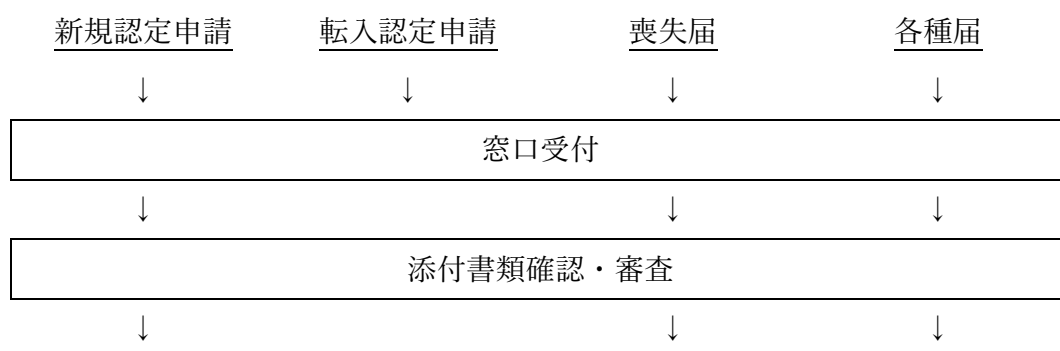 新規認定申請 転入認定申請 喪失届 各種届
↓ ↓ ↓ ↓
窓口受付
↓ ↓ ↓
添付書類確認・審査
↓ ↓ ↓